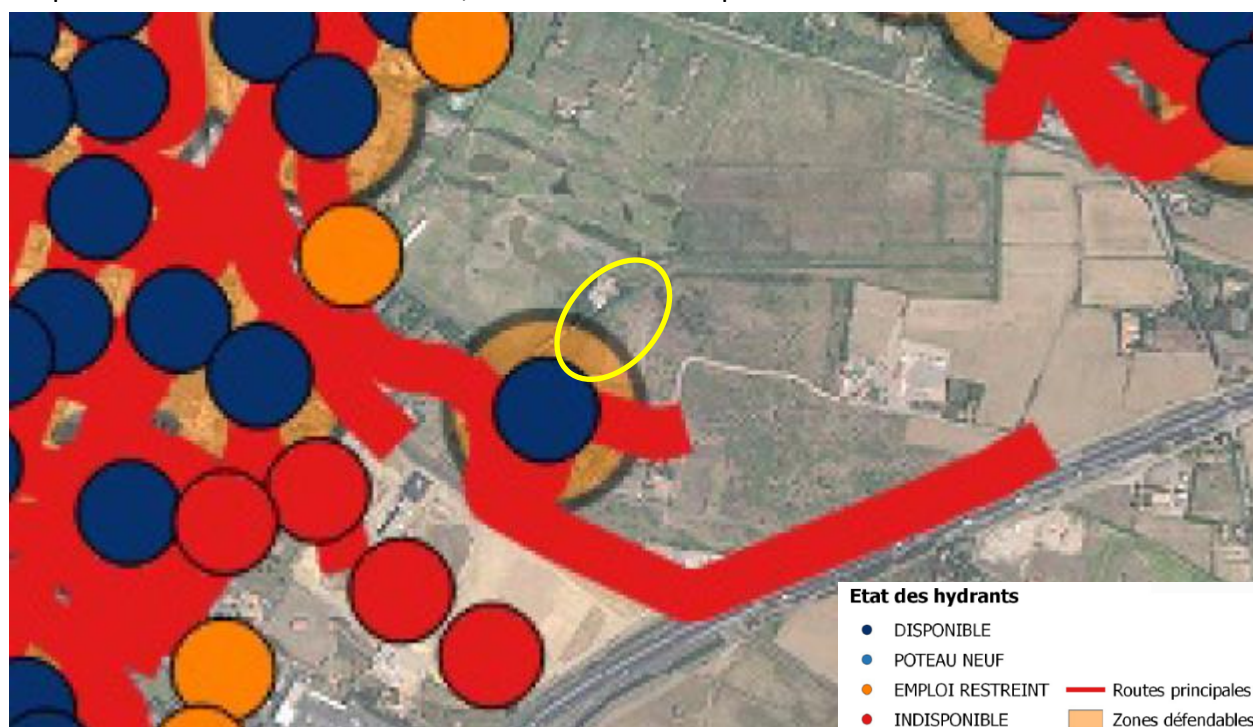 Etat des hydrants
DISPONIBLE
POTEAU NEUF
EMPLOI RESTREINT
Routes principales
INDISPONIBLE
Zones défendables